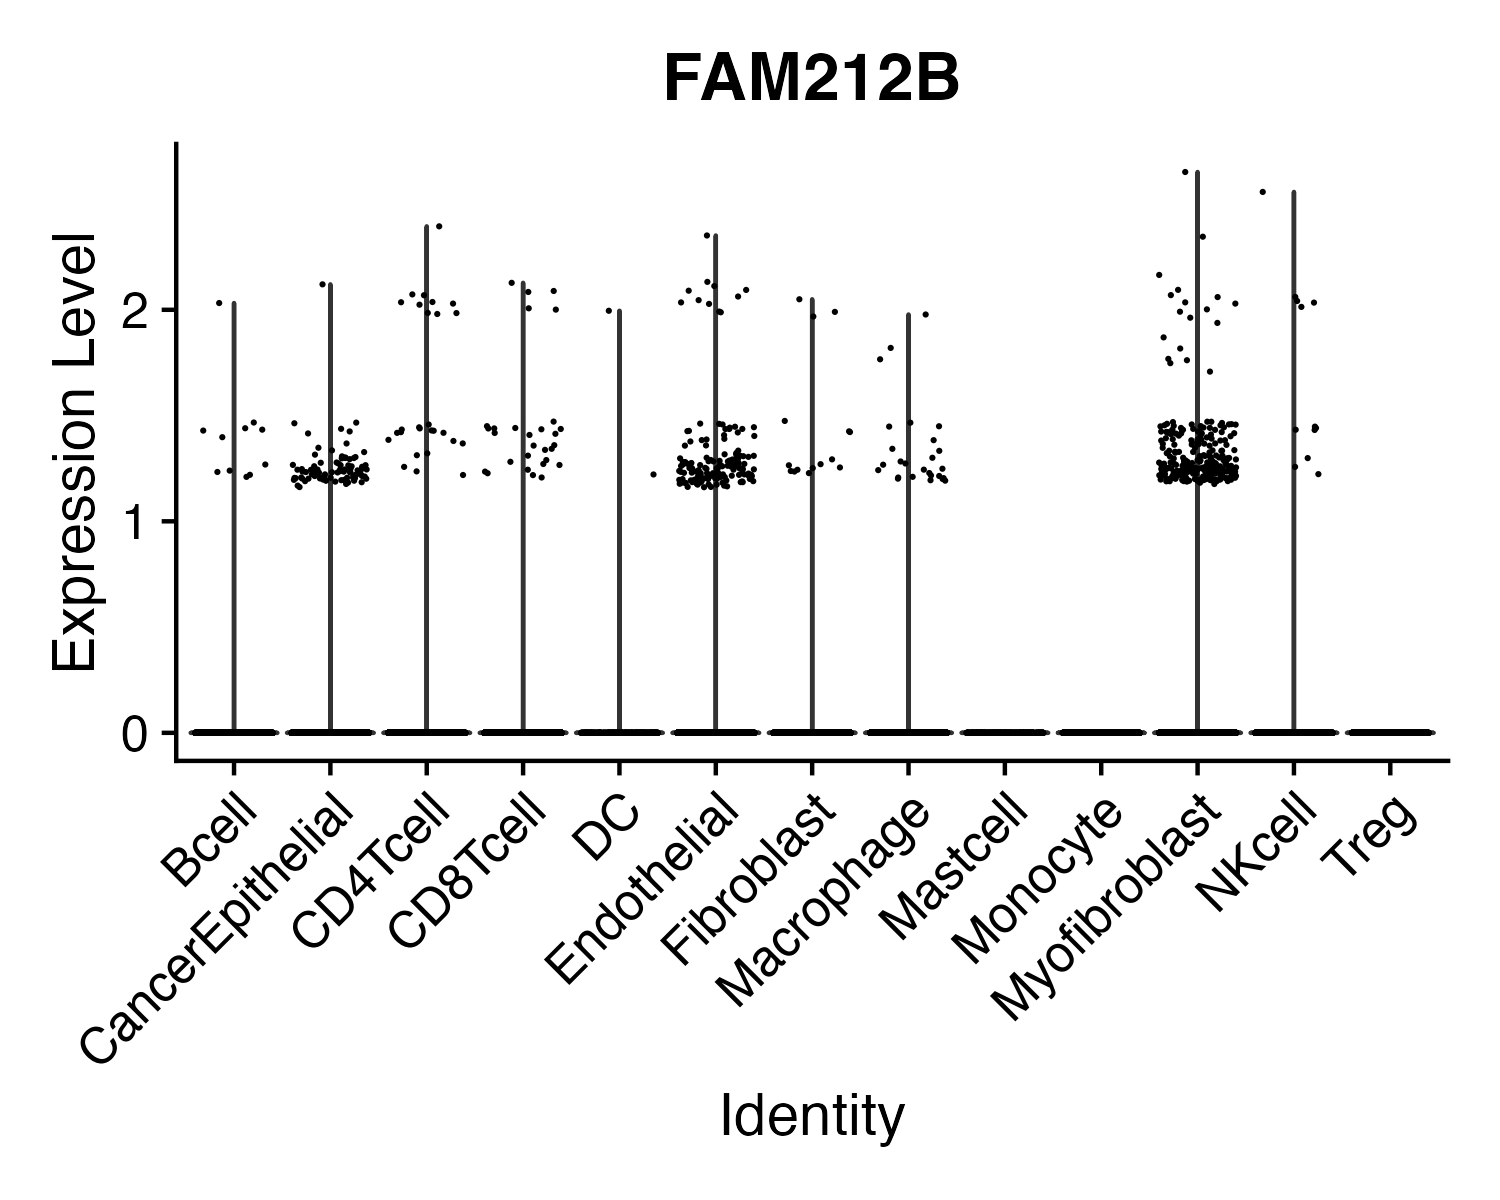 FAM212B
Expression Level
2
1
0
Bcell
CancerEpithelial
CD4Tcell
CD8Tcell
DC
Endothelial
Fibroblast
Macrophage
Mastcell
Monocyte
Myofibroblast
NKcell
Treg
Identity